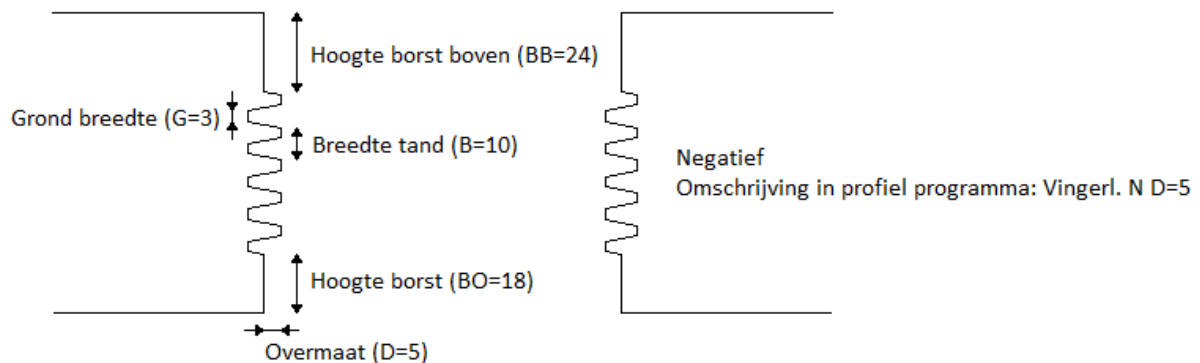 Hoogte borst boven (BB=24)
Grond breedte (G=3)
Breedte tand (B=10)
Negatief
Omschrijving in profiel programma: Vingerl. N D=5
Hoogte borst (BO=18)
Overmaat (D=5)